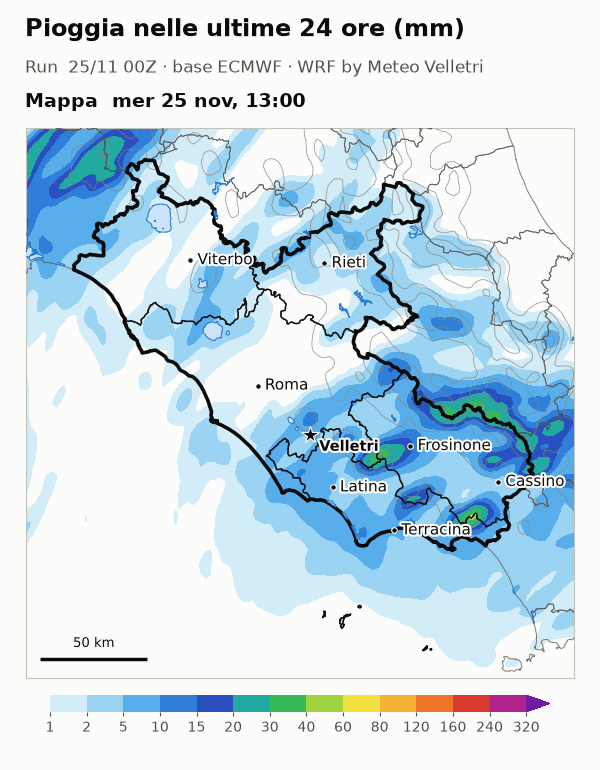 Pioggia nelle ultime 24 ore (mm)
Run  25/11 00Z · base ECMWF · WRF by Meteo Velletri
Mappa  mer 25 nov, 13:00
Viterbo
Rieti
Roma
Velletri
Frosinone
Cassino
Latina
Terracina
50 km
1 2 5 10 15 20 30 40 60 80 120 160 240 320